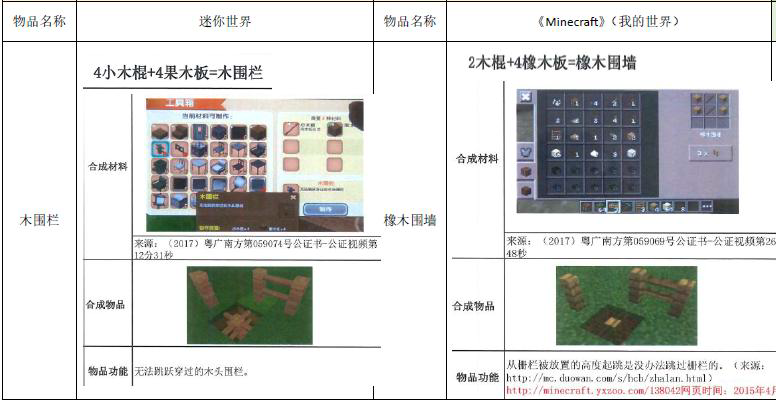 物品名称
迷你世界
物品名称
《Minecraft》（我的世界）
木围栏
4小木棍+4果木板=木围栏
合成材料
工具箱
当前材料可制作：
木围栏
制作
来源：（2017）粤广南方第059074号公证书-公证视频第
12分31秒
合成物品
物品功能
无法跳跃穿过的木头围栏。
橡木围墙
2木棍+4橡木板=橡木围墙
合成材料
来源：（2017）粤广南方第059069号公证书-公证视频第26
48秒
合成物品
物品功能
从栅栏被放置的高度起跳是没办法跳过栅栏的。（来源：
http://mc.duowan.com/s/hcb/zhalan.html）
http://minecraft.yxzoo.com/138042网页时间：2015年4月